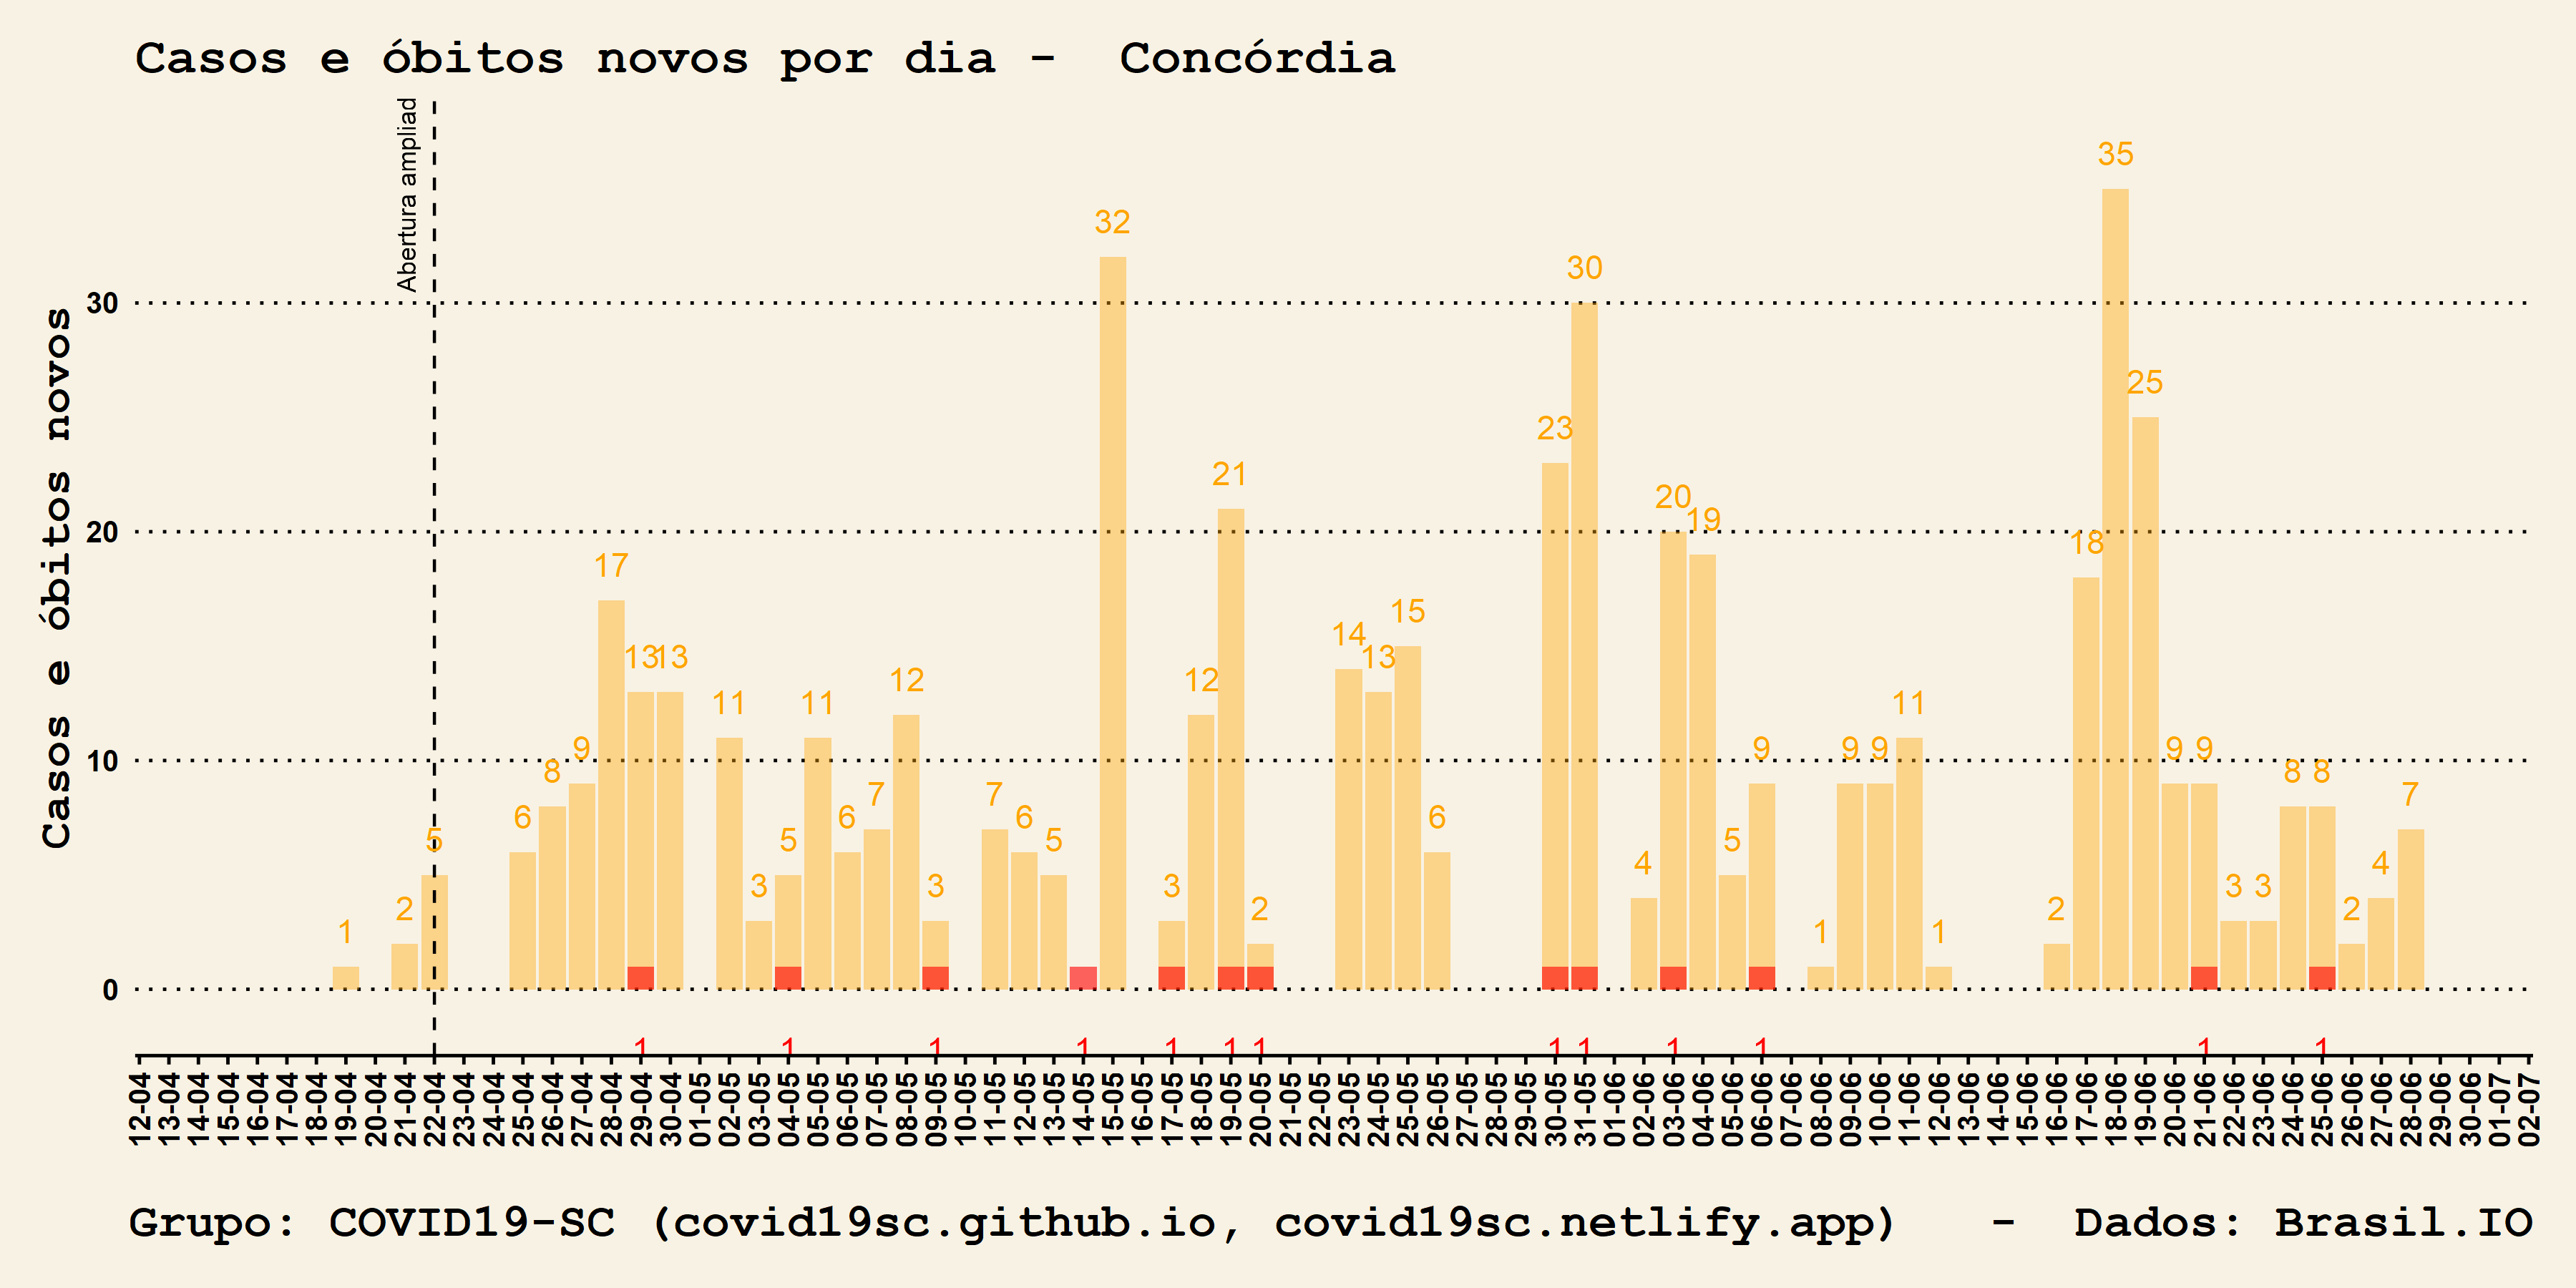 Casos e óbitos novos por dia -  Concórdia
Abertura ampliad
Casos e óbitos novos
30
20
10
0
1 2 5 6 8 9 17 13 13 11 3 5 11 6 7 12 3 7 6 5 32 3 12 21 2 14 13 15 6 23 30 4 20 19 5 9 1 9 9 11 1 2 18 35 25 9 9 3 3 8 8 2 4 7
1 1 1 1 1 1 1 1 1 1 1 1 1
12-04 13-04 14-04 15-04 16-04 17-04 18-04 19-04 20-04 21-04 22-04 23-04 24-04 25-04 26-04 27-04 28-04 29-04 30-04 01-05 02-05 03-05 04-05 05-05 06-05 07-05 08-05 09-05 10-05 11-05 12-05 13-05 14-05 15-05 16-05 17-05 18-05 19-05 20-05 21-05 22-05 23-05 24-05 25-05 26-05 27-05 28-05 29-05 30-05 31-05 01-06 02-06 03-06 04-06 05-06 06-06 07-06 08-06 09-06 10-06 11-06 12-06 13-06 14-06 15-06 16-06 17-06 18-06 19-06 20-06 21-06 22-06 23-06 24-06 25-06 26-06 27-06 28-06 29-06 30-06 01-07 02-07
Grupo: COVID19-SC (covid19sc.github.io, covid19sc.netlify.app)   -  Dados: Brasil.IO